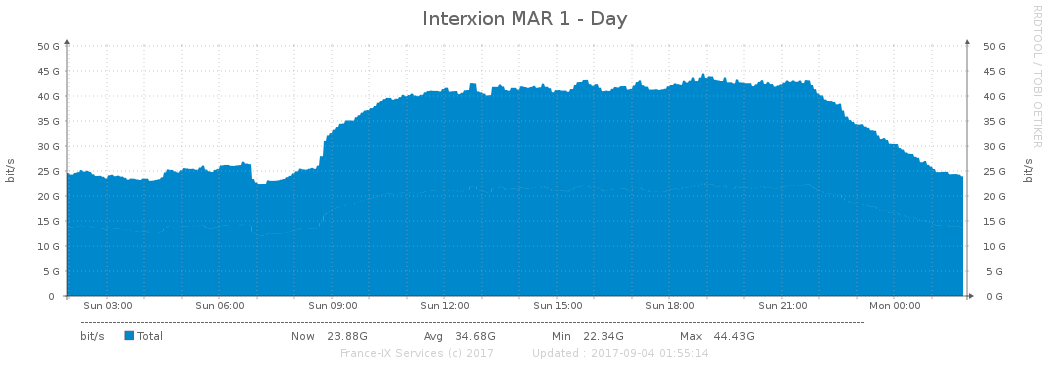 Interxion MAR 1 - Day
RRDTOOL / TOBI OETIKER
bit/s
bit/s
50 G 50 G
45 G 45 G
40 G 40 G
35 G 35 G
30 G 30 G
25 G 25 G
20 G 20 G
15 G 15 G
10 G 10 G
5 G 5 G
0 0 G
Sun 03:00 Sun 06:00 Sun 09:00 Sun 12:00 Sun 15:00 Sun 18:00 Sun 21:00 Mon 00:00
bit/s Total Now 23.88G Avg 34.68G Min 22.34G Max 44.43G
France-IX Services (c) 2017 Updated : 2017-09-04 01:55:14